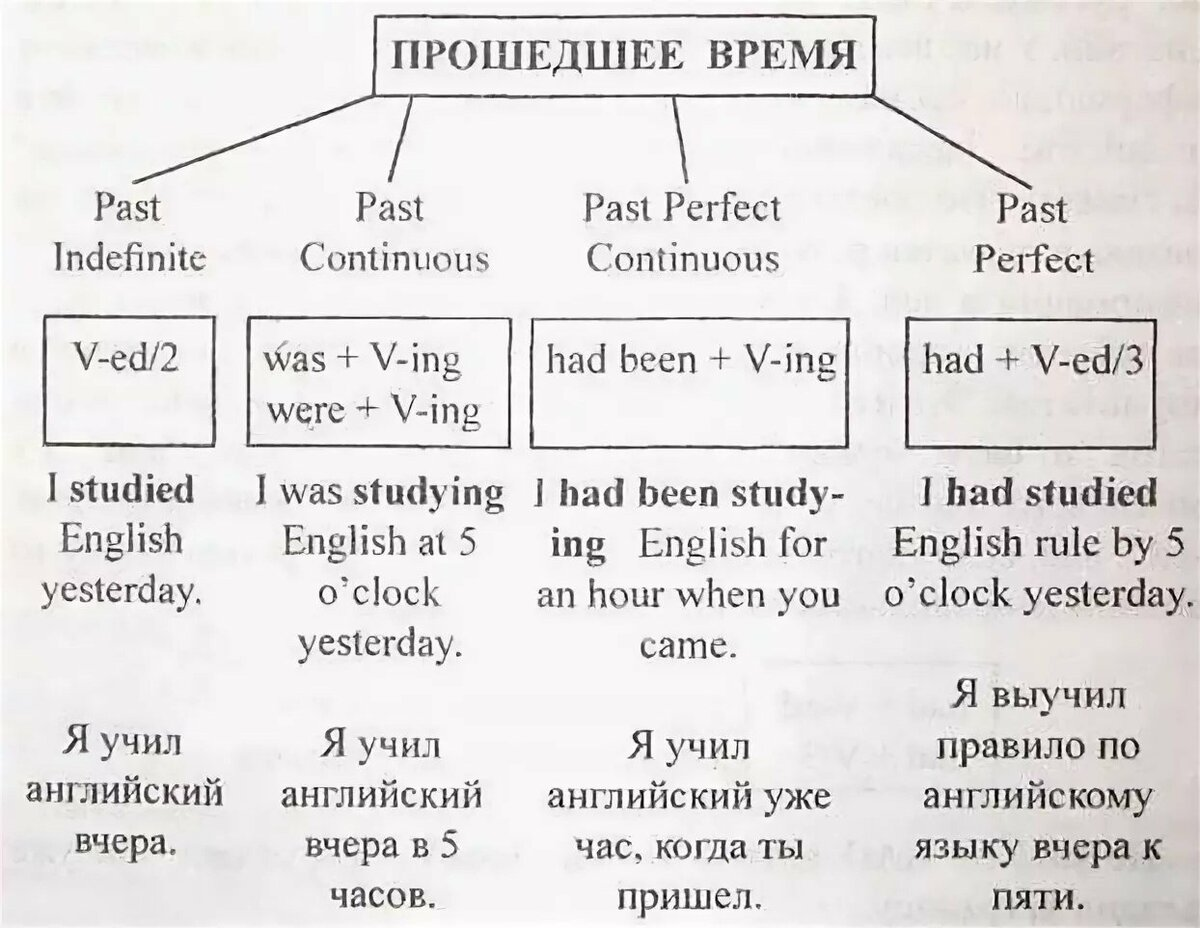 ПРОШЕДШЕЕ ВРЕМЯ
Past
Indefinite
Past
Continuous
Past Perfect
Continuous
Past
Perfect
V-ed/2
was + V-ing
were + V-ing
had been + V-ing
had + V-ed/3
I studied
English
yesterday.
I was studying
English at 5
o’clock
yesterday.
I had been study-
ing English for
an hour when you
came.
I had studied
English rule by 5
o’clock yesterday.
Я учил
английский
вчера.
Я учил
английский
вчера в 5
часов.
Я учил
английский уже
час, когда ты
пришел.
Я выучил
правило по
английскому
языку вчера к
пяти.